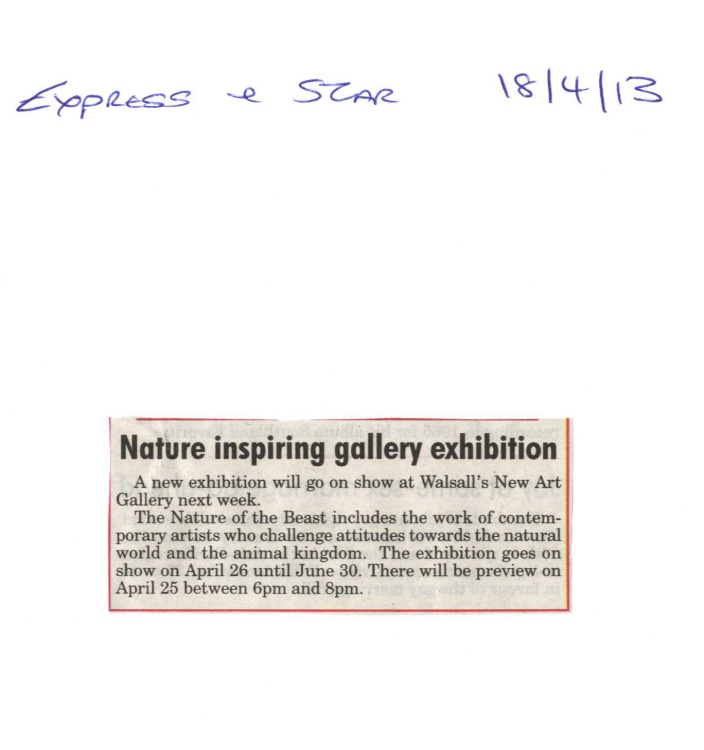 Express & Star 18/4/13
Nature inspiring gallery exhibition
A new exhibition will go on show at Walsall's New Art
Gallery next week.
The Nature of the Beast includes the work of contem-
porary artists who challenge attitudes towards the natural
world and the animal kingdom. The exhibition goes on
show on April 26 until June 30. There will be preview on
April 25 between 6pm and 8pm.